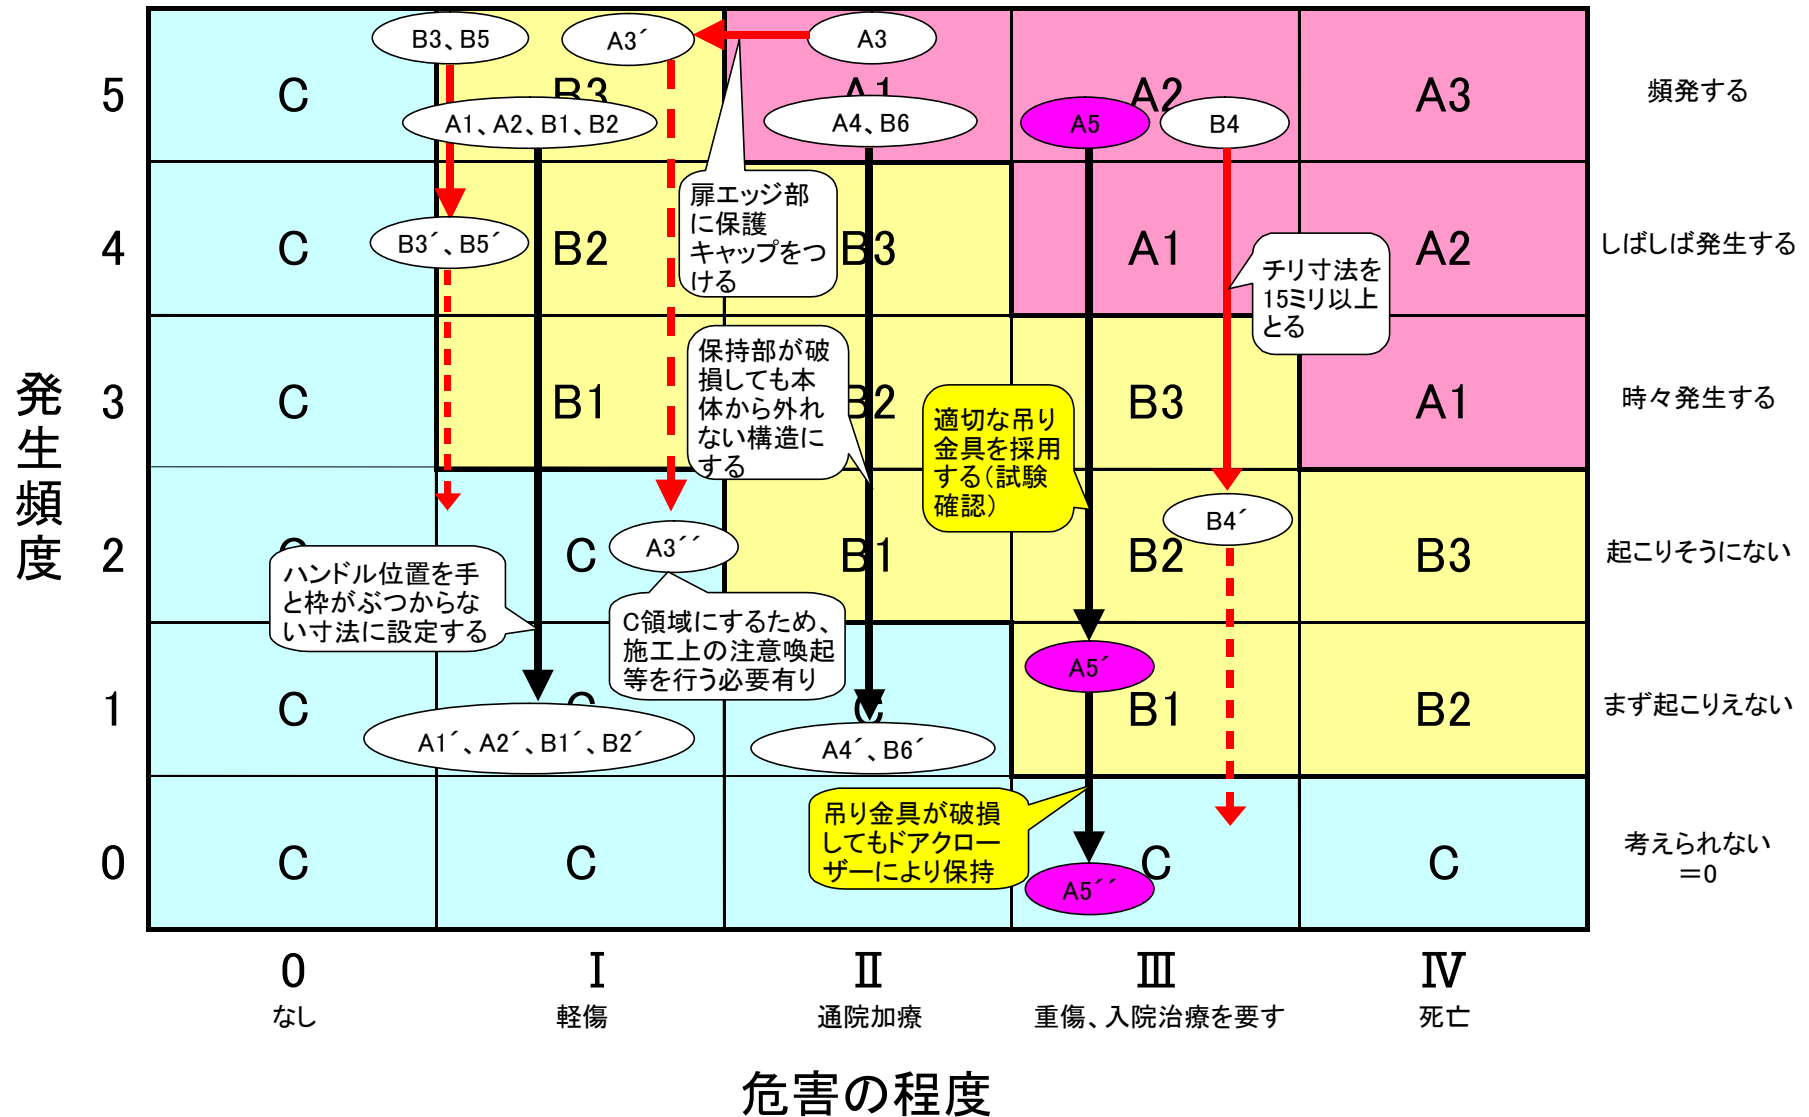 B3、B5
A3´
A3
5
C
B3
A1
A2
A3
頻発する
A1、A2、B1、B2
A4、B6
A5
B4
扉エッジ部
に保護
キャップをつ
ける
4
B3´、B5´
C
B2
B3
A1
A2
しばしば発生する
チリ寸法を
15ミリ以上
とる
保持部が破
損しても本
体から外れ
ない構造に
する
発生頻度
3
C
B1
B2
B3
A1
時々発生する
適切な吊り
金具を採用
する(試験
確認)
B4´
2
C
C
A3´´
B1
B2
B3
起こりそうにない
ハンドル位置を手
と枠がぶつからな
い寸法に設定する
C領域にするため、
施工上の注意喚起
等を行う必要有り
A5´
1
C
C
C
B1
B2
まず起こりえない
A1´、A2´、B1´、B2´
A4´、B6´
吊り金具が破損
してもドアクロー
ザーにより保持
0
C
C
C
C
考えられない
=0
A5´´
0
Ⅰ
Ⅱ
Ⅲ
Ⅳ
なし
軽傷
通院加療
重傷、入院治療を要す
死亡
危害の程度